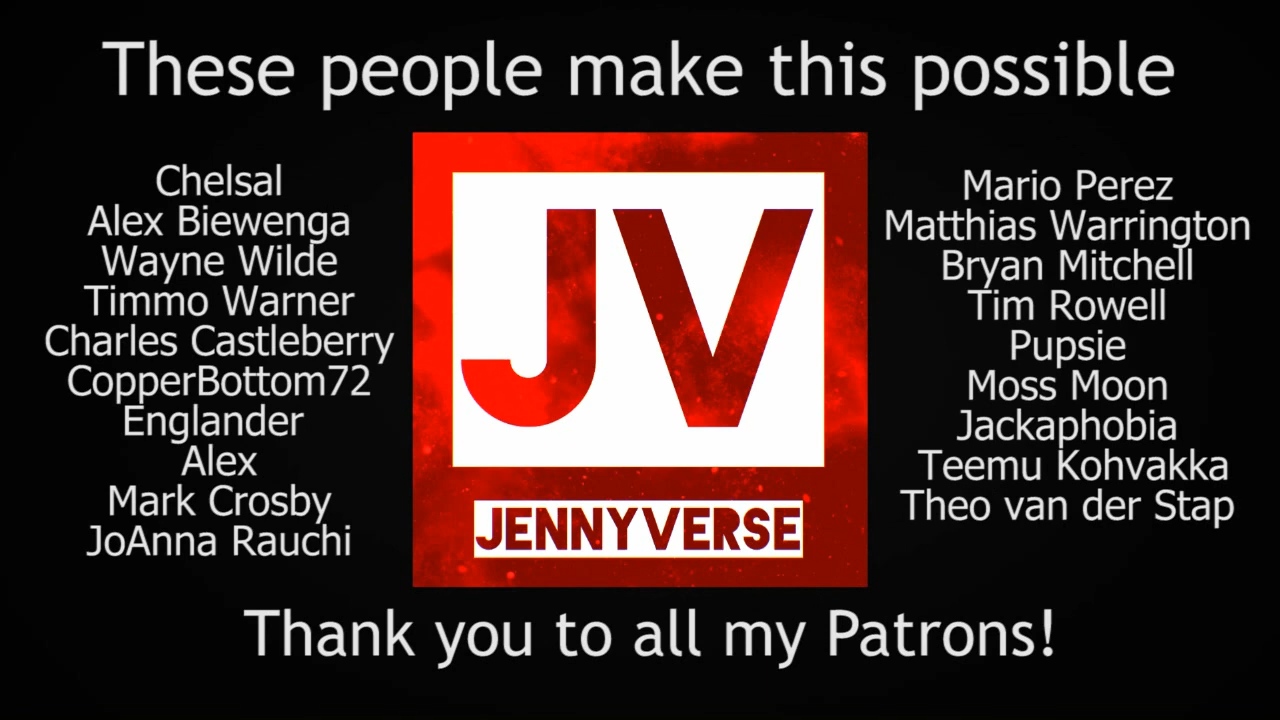 These people make this possible
Chelsal
Alex Biewenga
Wayne Wilde
Timmo Warner
Charles Castleberry
CopperBottom72
Englander
Alex
Mark Crosby
JoAnna Rauchi
JV
JENNYVERSE
Mario Perez
Matthias Warrington
Bryan Mitchell
Tim Rowell
Pupsie
Moss Moon
Jackaphobia
Teemu Kohvakka
Theo van der Stap
Thank you to all my Patrons!